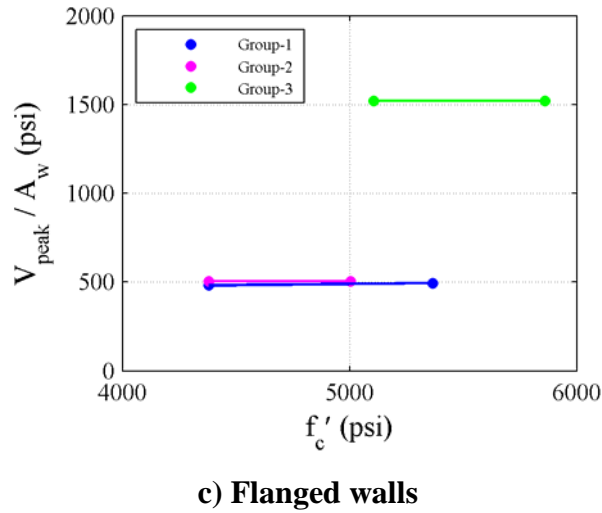 2000
1500
1000
500
0
V_peak / A_w (psi)
Group-1
Group-2
Group-3
4000 5000 6000
f_c′ (psi)
c) Flanged walls